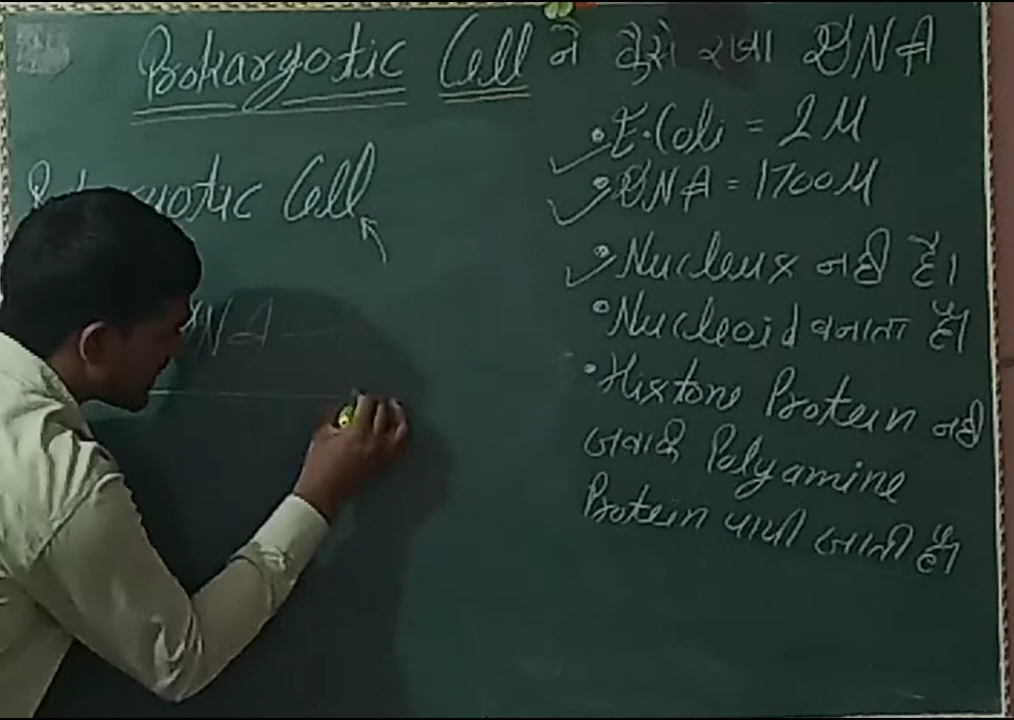 Prokaryotic Cell ने कैसे रखा DNA
Cell
DNA
• E.Coli = 2M
• DNA = 1700M
• Nucleus नही है।
• Nucleoid बनाता है।
• Histone Protein नही
जबकि Polyamine
Protein पायी जाती है।